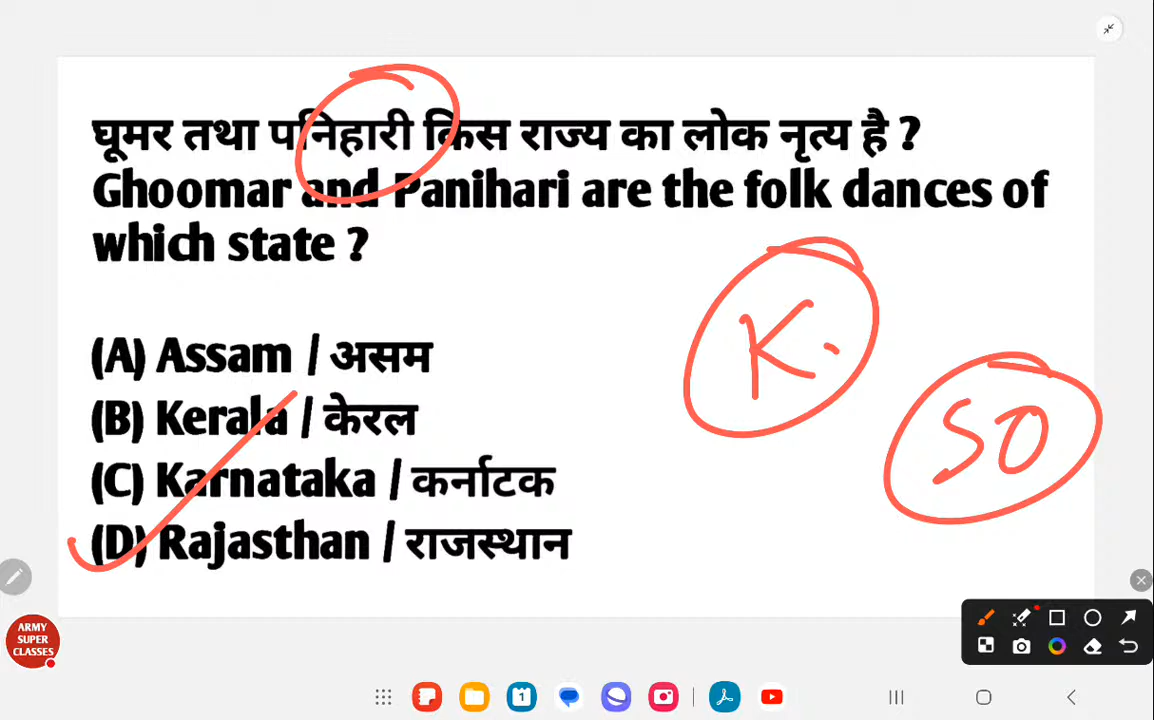 घूमर तथा पनिहारी किस राज्य का लोक नृत्य है ?
Ghoomar and Panihari are the folk dances of
which state ?
(A) Assam / असम
(B) Kerala / केरल
(C) Karnataka / कर्नाटक
(D) Rajasthan / राजस्थान
K.
SO
ARMY
SUPER
CLASSES
1